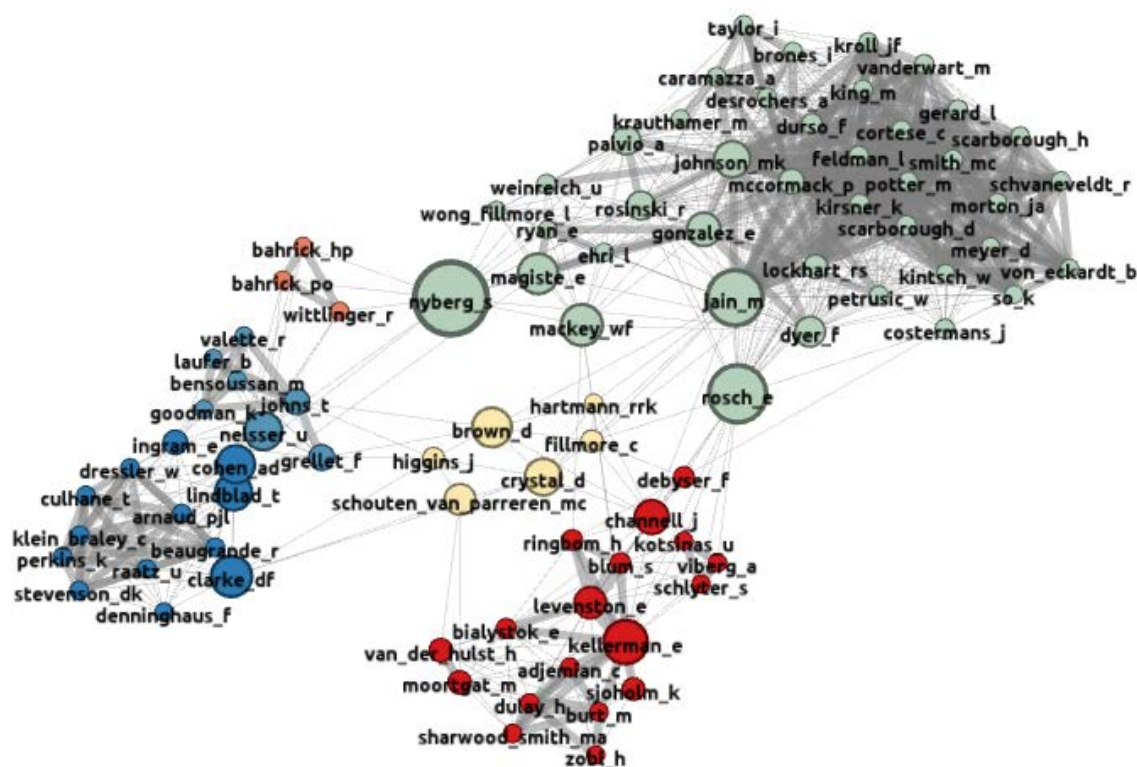 taylor_i
kroll_jf
brones_i
vanderwart_m
caramazza_a
king_m
desrochers_a
gerard_l
krauthamer_m
durso_f
cortese_c
scarborough_h
paivio_a
johnson_mk
feldman_l
smith_mc
mccormack_p
potter_m
schvaneveldt_r
weinreich_u
rosinski_r
kirsner_k
morton_ja
wong_fillmore_l
ryan_e
gonzalez_e
scarborough_d
bahrick_hp
ehri_l
meyer_d
bahrick_po
magiste_e
lockhart_rs
kintsch_w
von_eckardt_b
nyberg_s
jain_m
petrusic_w
so_k
wittlinger_r
mackey_wf
dyer_f
costermans_j
valette_r
laufer_b
bensoussan_m
rosch_e
goodman_k
johns_t
hartmann_rrk
neisser_u
brown_d
ingram_e
fillmore_c
dressler_w
cohen_ad
grellet_f
higgins_j
crystal_d
debyser_f
culhane_t
lindblad_t
schouten_van_parreren_mc
arnaud_pjl
channell_j
klein_braley_c
beaugrande_r
ringbom_h
kotsinas_u
perkins_k
raatz_u
clarke_df
blum_s
viberg_a
stevenson_dk
schlyter_s
denninghaus_f
levenston_e
bialystok_e
kellerman_e
van_der_hulst_h
adjemian_c
moortgat_m
sjoholm_k
dulay_h
burt_m
sharwood_smith_ma
zobl_h